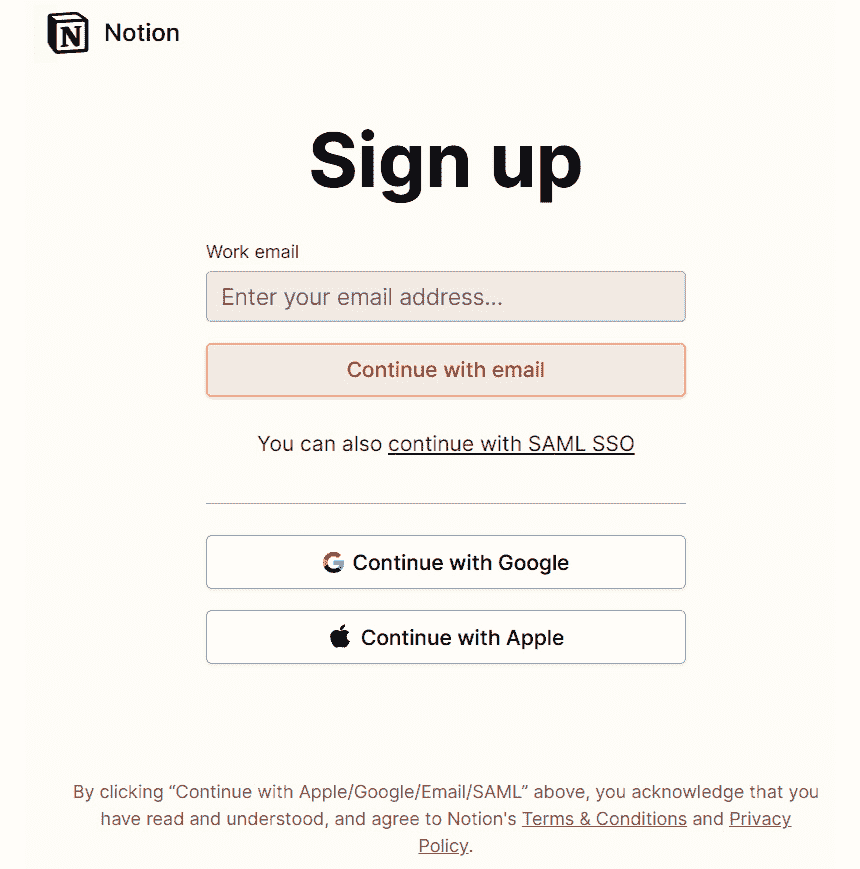 Notion
Sign up
Work email
Enter your email address...
Continue with email
You can also continue with SAML SSO
Continue with Google
Continue with Apple
By clicking “Continue with Apple/Google/Email/SAML” above, you acknowledge that you
have read and understood, and agree to Notion's Terms & Conditions and Privacy
Policy.